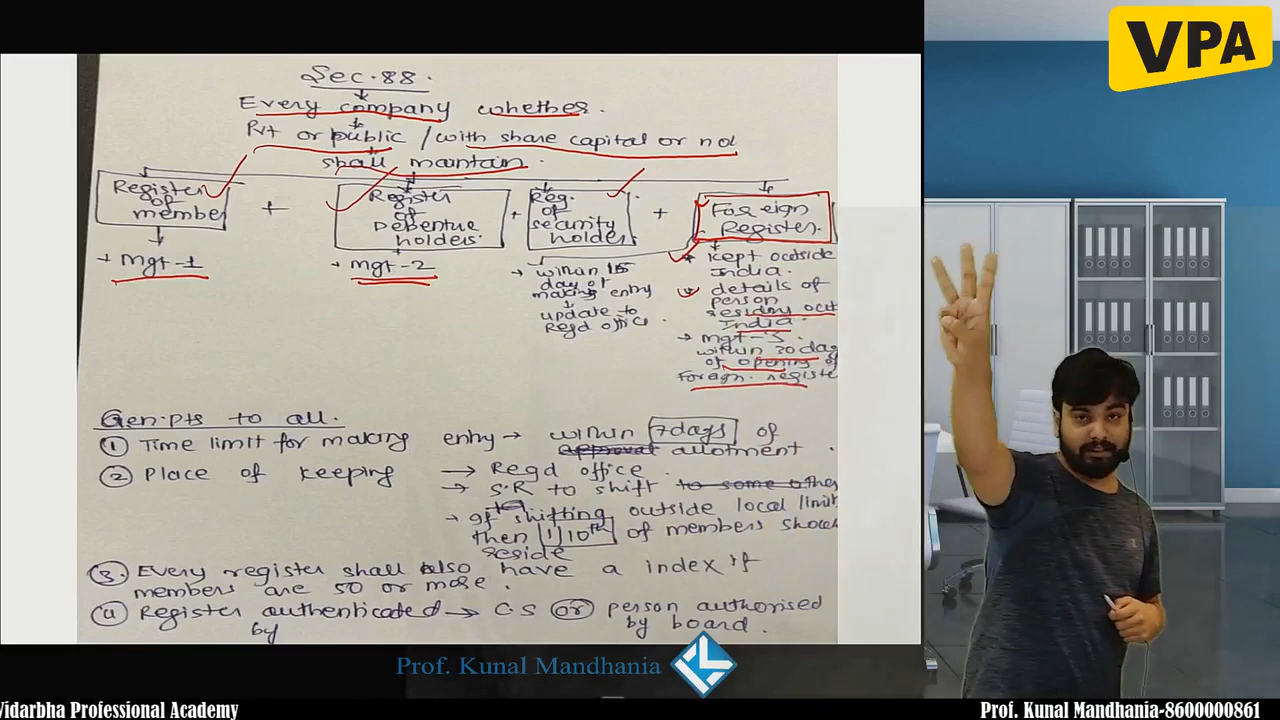 VPA
Sec.88.
Every company whether.
Pvt or public / with share capital or not
shall maintain.
Register of member
+
Register of Debentue holders.
+
Reg. of security holder
+
Foreign Register.
→ Mgt-1
→ Mgt-2
→ within 15 day of making entry
update to Regd office.
→ kept outside India.
→ details of person residing out India.
→ mgt-3.
within 30 day of opening of Foreign. registe
Gen.pts to all.
① Time limit for making entry → within 7 days of approval allotment.
② Place of keeping → Regd office.
→ S.R to shift to some other
→ If shifting outside local limit
then 1/10th of members should
reside
③. Every register shall also have a index if
members are 50 or more.
④ Register authenticated → C.S or person authorised
by by board.
Prof. Kunal Mandhania
Vidarbha Professional Academy
Prof. Kunal Mandhania-8600000861